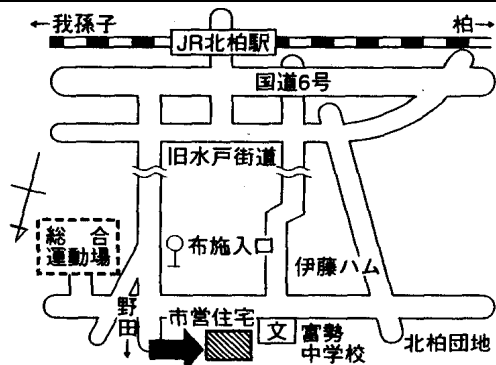 ←我孫子
柏→
JR北柏駅
国道6号
旧水戸街道
総合
運動場
布施入口
伊藤ハム
野田↓
市営住宅
文
富勢
中学校
北柏団地